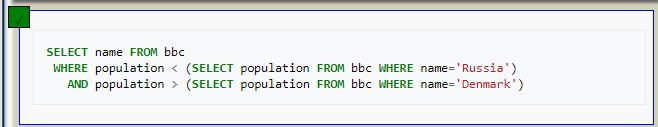 SELECT name FROM bbc
WHERE population < (SELECT population FROM bbc WHERE name='Russia')
AND population > (SELECT population FROM bbc WHERE name='Denmark')